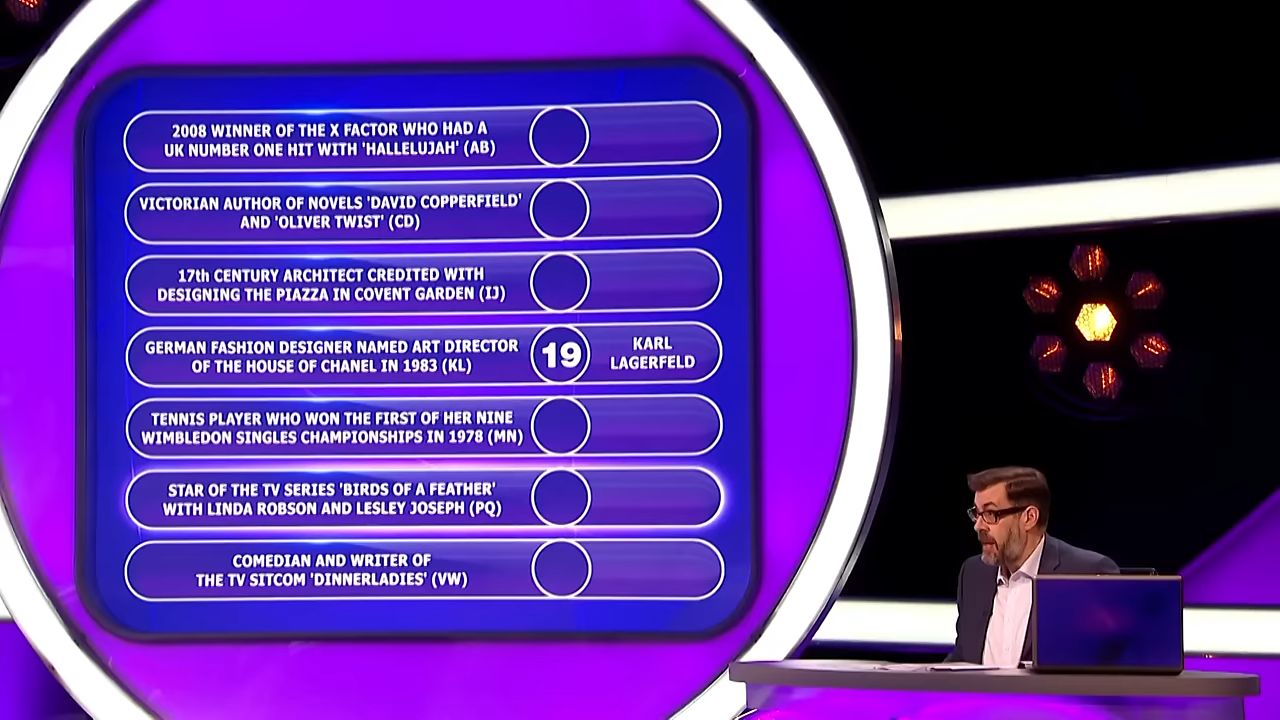 2008 WINNER OF THE X FACTOR WHO HAD A
UK NUMBER ONE HIT WITH 'HALLELUJAH' (AB)
VICTORIAN AUTHOR OF NOVELS 'DAVID COPPERFIELD'
AND 'OLIVER TWIST' (CD)
17th CENTURY ARCHITECT CREDITED WITH
DESIGNING THE PIAZZA IN COVENT GARDEN (IJ)
GERMAN FASHION DESIGNER NAMED ART DIRECTOR
OF THE HOUSE OF CHANEL IN 1983 (KL)
19
KARL
LAGERFELD
TENNIS PLAYER WHO WON THE FIRST OF HER NINE
WIMBLEDON SINGLES CHAMPIONSHIPS IN 1978 (MN)
STAR OF THE TV SERIES 'BIRDS OF A FEATHER'
WITH LINDA ROBSON AND LESLEY JOSEPH (PQ)
COMEDIAN AND WRITER OF
THE TV SITCOM 'DINNERLADIES' (VW)